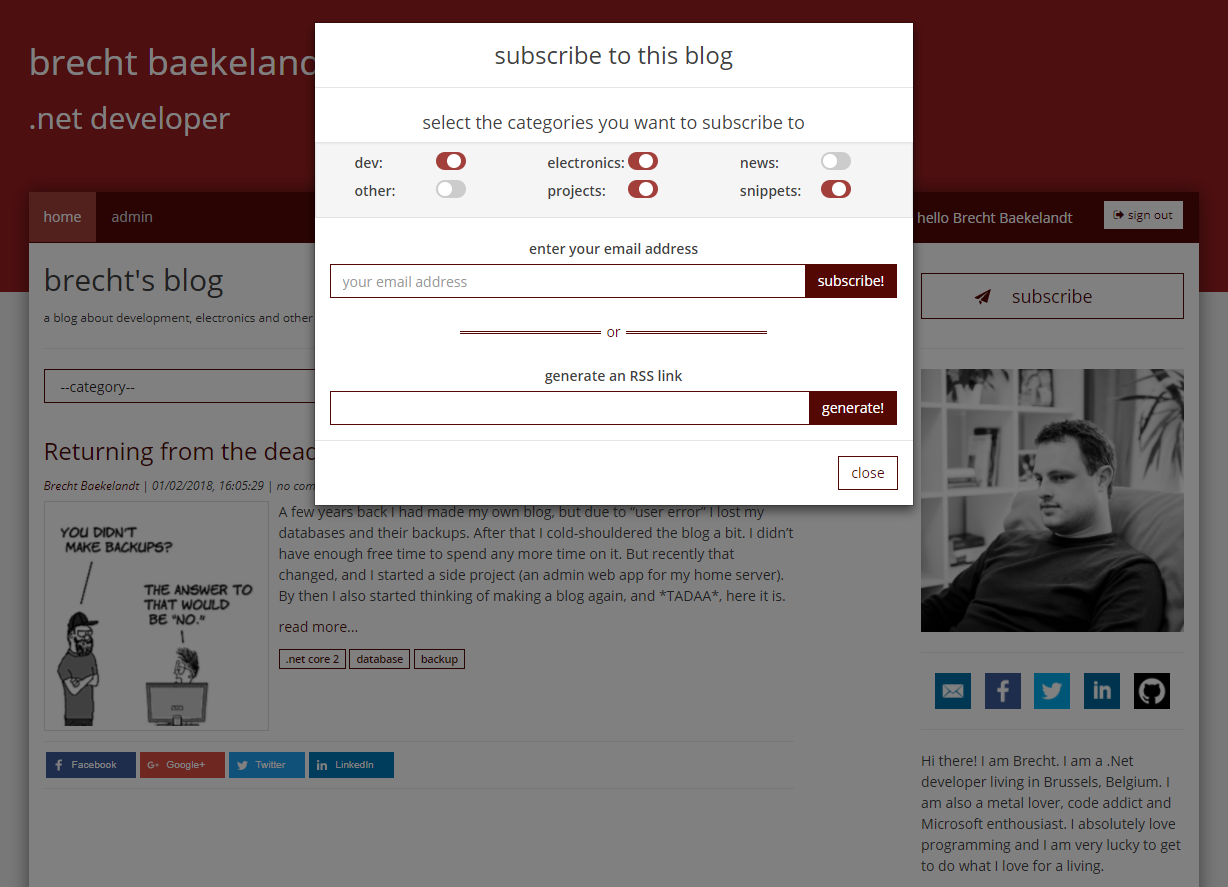 brecht baekeland
.net developer
subscribe to this blog
select the categories you want to subscribe to
dev:
electronics:
news:
other:
projects:
snippets:
enter your email address
your email address
subscribe!
or
generate an RSS link
generate!
close
home
admin
hello Brecht Baekelandt
sign out
brecht's blog
a blog about development, electronics and other
--category--
Returning from the dead
Brecht Baekelandt | 01/02/2018, 16:05:29 | no com
YOU DIDN'T
MAKE BACKUPS?
THE ANSWER TO
THAT WOULD
BE "NO."
A few years back I had made my own blog, but due to “user error” I lost my
databases and their backups. After that I cold-shouldered the blog a bit. I didn’t
have enough free time to spend any more time on it. But recently that
changed, and I started a side project (an admin web app for my home server).
By then I also started thinking of making a blog again, and *TADAA*, here it is.
read more...
.net core 2
database
backup
Facebook
Google+
Twitter
LinkedIn
subscribe
Hi there! I am Brecht. I am a .Net
developer living in Brussels, Belgium. I
am also a metal lover, code addict and
Microsoft enthousiast. I absolutely love
programming and I am very lucky to get
to do what I love for a living.